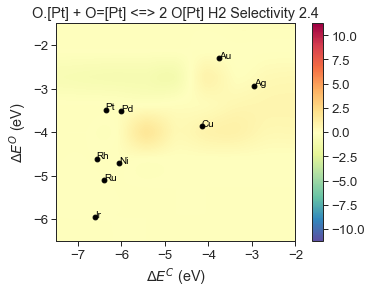 O.[Pt] + O=[Pt] <=> 2 O[Pt] H2 Selectivity 2.4
ΔE^O (eV)
−2
−3
−4
−5
−6
−7
−6
−5
−4
−3
−2
ΔE^C (eV)
Au
Ag
Pt
Pd
Cu
Rh
Ni
Ru
Ir
10.0
7.5
5.0
2.5
0.0
−2.5
−5.0
−7.5
−10.0